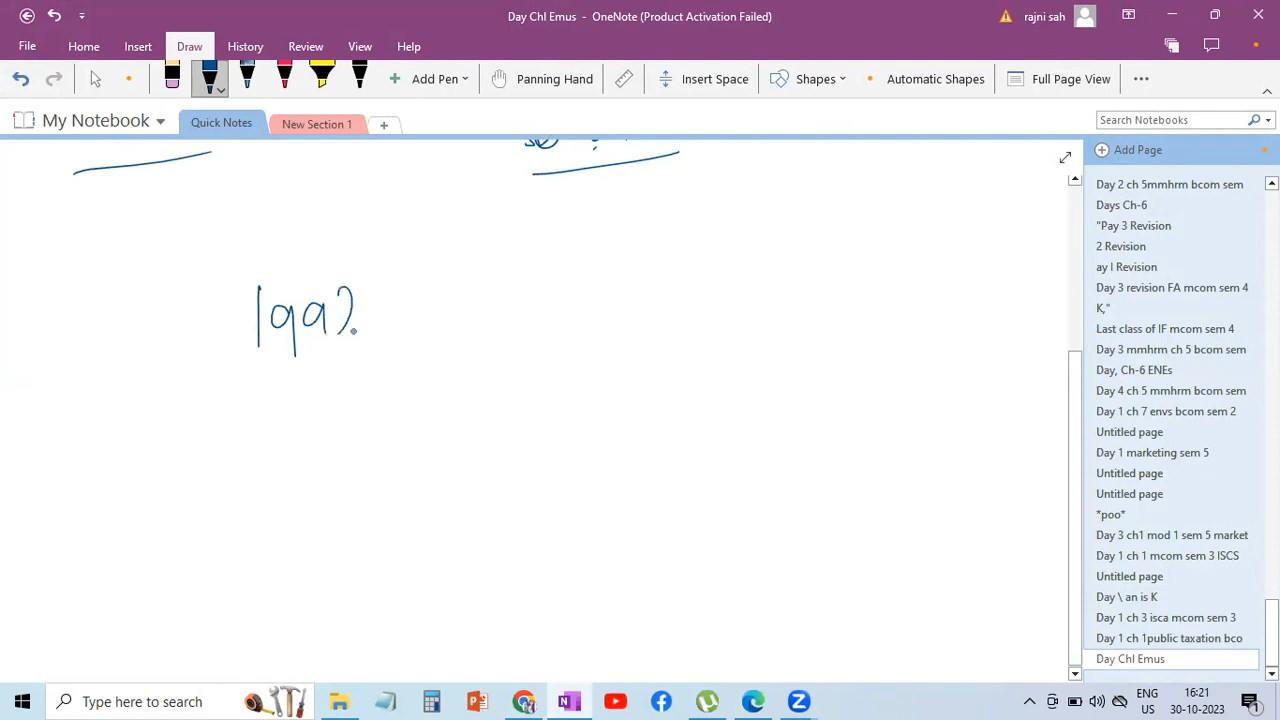 Day Chl Emus - OneNote (Product Activation Failed)
rajni sah
File Home Insert Draw History Review View Help
Add Pen
Panning Hand
Insert Space
Shapes
Automatic Shapes
Full Page View
My Notebook
Quick Notes
New Section 1
Search Notebooks
Add Page
Day 2 ch 5mmhrm bcom sem
Days Ch-6
"Pay 3 Revision
2 Revision
ay l Revision
Day 3 revision FA mcom sem 4
K,"
Last class of IF mcom sem 4
Day 3 mmhrm ch 5 bcom sem
Day, Ch-6 ENEs
Day 4 ch 5 mmhrm bcom sem
Day 1 ch 7 envs bcom sem 2
Untitled page
Day 1 marketing sem 5
Untitled page
Untitled page
*poo*
Day 3 ch1 mod 1 sem 5 market
Day 1 ch 1 mcom sem 3 ISCS
Untitled page
Day \ an is K
Day 1 ch 3 isca mcom sem 3
Day 1 ch 1public taxation bco
Day Chl Emus
Type here to search
ENG
US
16:21
30-10-2023
1